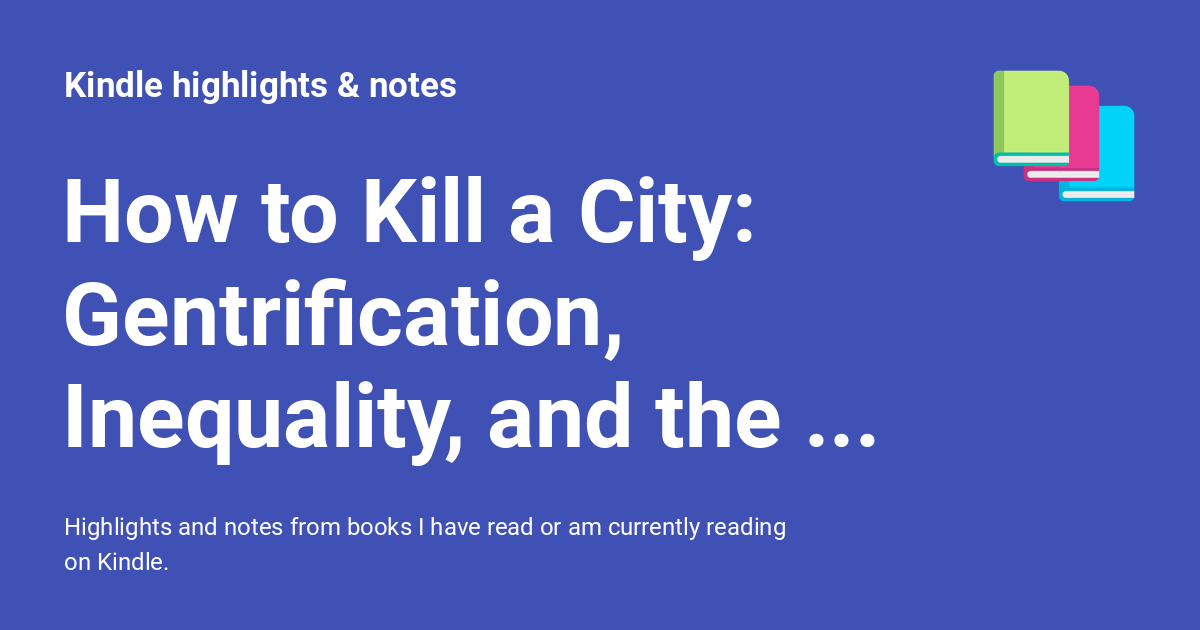 Kindle highlights & notes
How to Kill a City:
Gentrification,
Inequality, and the ...
Highlights and notes from books I have read or am currently reading
on Kindle.